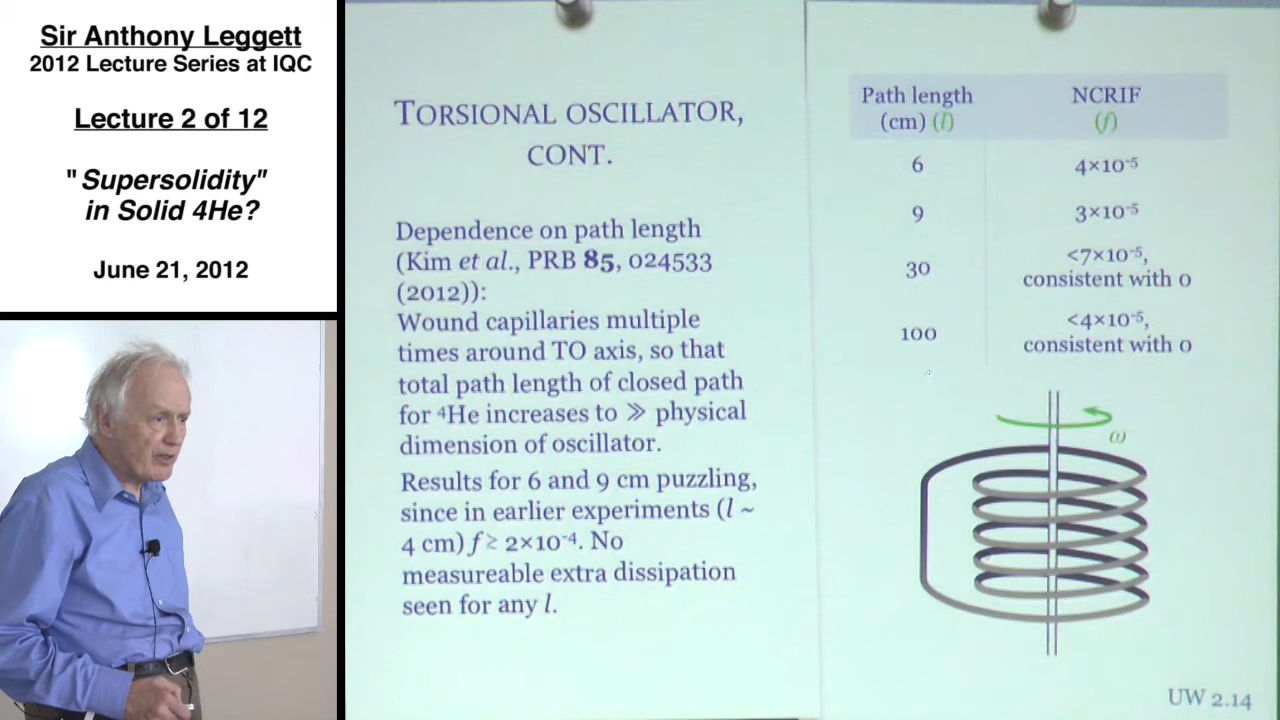 Sir Anthony Leggett
2012 Lecture Series at IQC
Lecture 2 of 12
"Supersolidity"
in Solid 4He?
June 21, 2012
TORSIONAL OSCILLATOR,
CONT.
Dependence on path length
(Kim et al., PRB 85, 024533
(2012)):
Wound capillaries multiple
times around TO axis, so that
total path length of closed path
for ⁴He increases to ≫ physical
dimension of oscillator.
Results for 6 and 9 cm puzzling,
since in earlier experiments (l ~
4 cm) f ≳ 2×10⁻⁴. No
measureable extra dissipation
seen for any l.
Path length NCRIF
(cm) (l) (f)
6 4×10⁻⁵
9 3×10⁻⁵
30 <7×10⁻⁵,
consistent with 0
100 <4×10⁻⁵,
consistent with 0
ω
UW 2.14